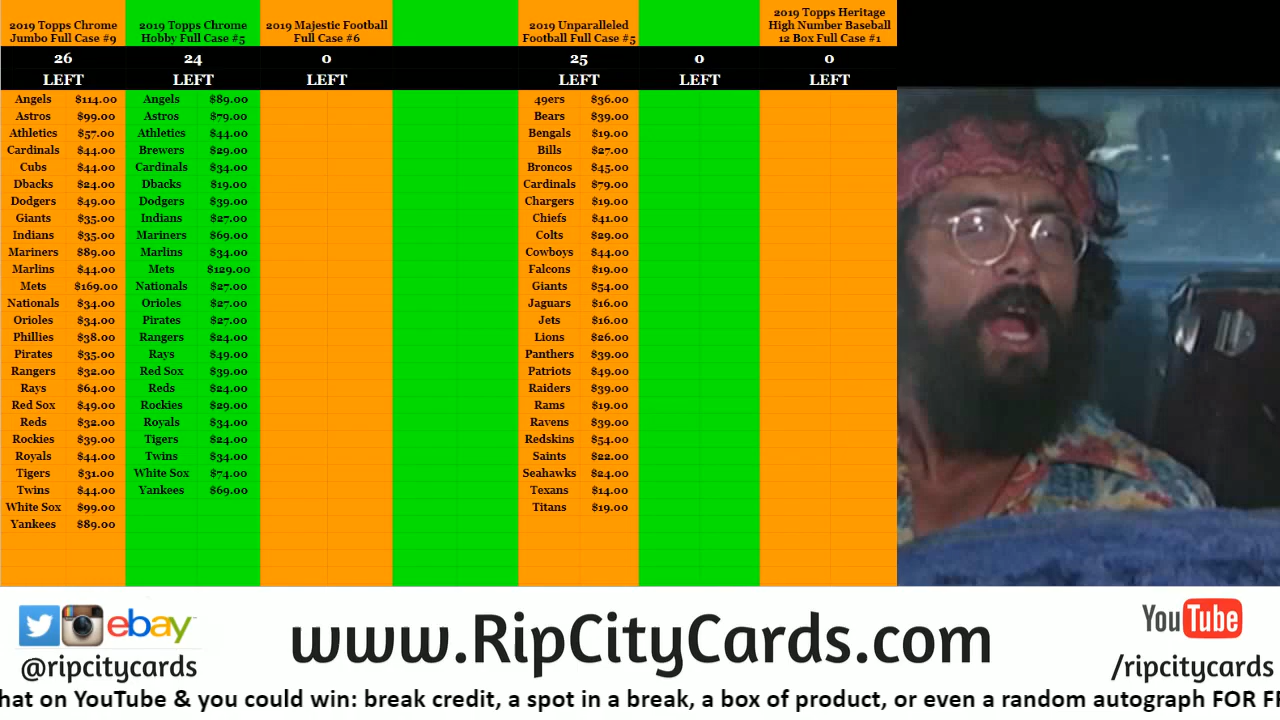 2019 Topps Chrome
Jumbo Full Case #9
2019 Topps Chrome
Hobby Full Case #5
2019 Majestic Football
Full Case #6
2019 Unparalleled
Football Full Case #5
2019 Topps Heritage
High Number Baseball
12 Box Full Case #1
26 24 0 25 0 0
LEFT LEFT LEFT LEFT LEFT LEFT
Angels $114.00 Angels $89.00 49ers $36.00
Astros $99.00 Astros $79.00 Bears $39.00
Athletics $57.00 Athletics $44.00 Bengals $19.00
Cardinals $44.00 Brewers $29.00 Bills $27.00
Cubs $44.00 Cardinals $34.00 Broncos $45.00
Dbacks $24.00 Dbacks $19.00 Cardinals $79.00
Dodgers $49.00 Dodgers $39.00 Chargers $19.00
Giants $35.00 Indians $27.00 Chiefs $41.00
Indians $35.00 Mariners $69.00 Colts $29.00
Mariners $89.00 Marlins $34.00 Cowboys $44.00
Marlins $44.00 Mets $129.00 Falcons $19.00
Mets $169.00 Nationals $27.00 Giants $54.00
Nationals $34.00 Orioles $27.00 Jaguars $16.00
Orioles $34.00 Pirates $27.00 Jets $16.00
Phillies $38.00 Rangers $24.00 Lions $26.00
Pirates $35.00 Rays $49.00 Panthers $39.00
Rangers $32.00 Red Sox $39.00 Patriots $49.00
Rays $64.00 Reds $24.00 Raiders $39.00
Red Sox $49.00 Rockies $29.00 Rams $19.00
Reds $32.00 Royals $34.00 Ravens $39.00
Rockies $39.00 Tigers $24.00 Redskins $54.00
Royals $44.00 Twins $34.00 Saints $22.00
Tigers $31.00 White Sox $74.00 Seahawks $24.00
Twins $44.00 Yankees $69.00 Texans $14.00
White Sox $99.00 Titans $19.00
Yankees $89.00
ebay
@ripcitycards
www.RipCityCards.com
YouTube
/ripcitycards
hat on YouTube & you could win: break credit, a spot in a break, a box of product, or even a random autograph FOR FR